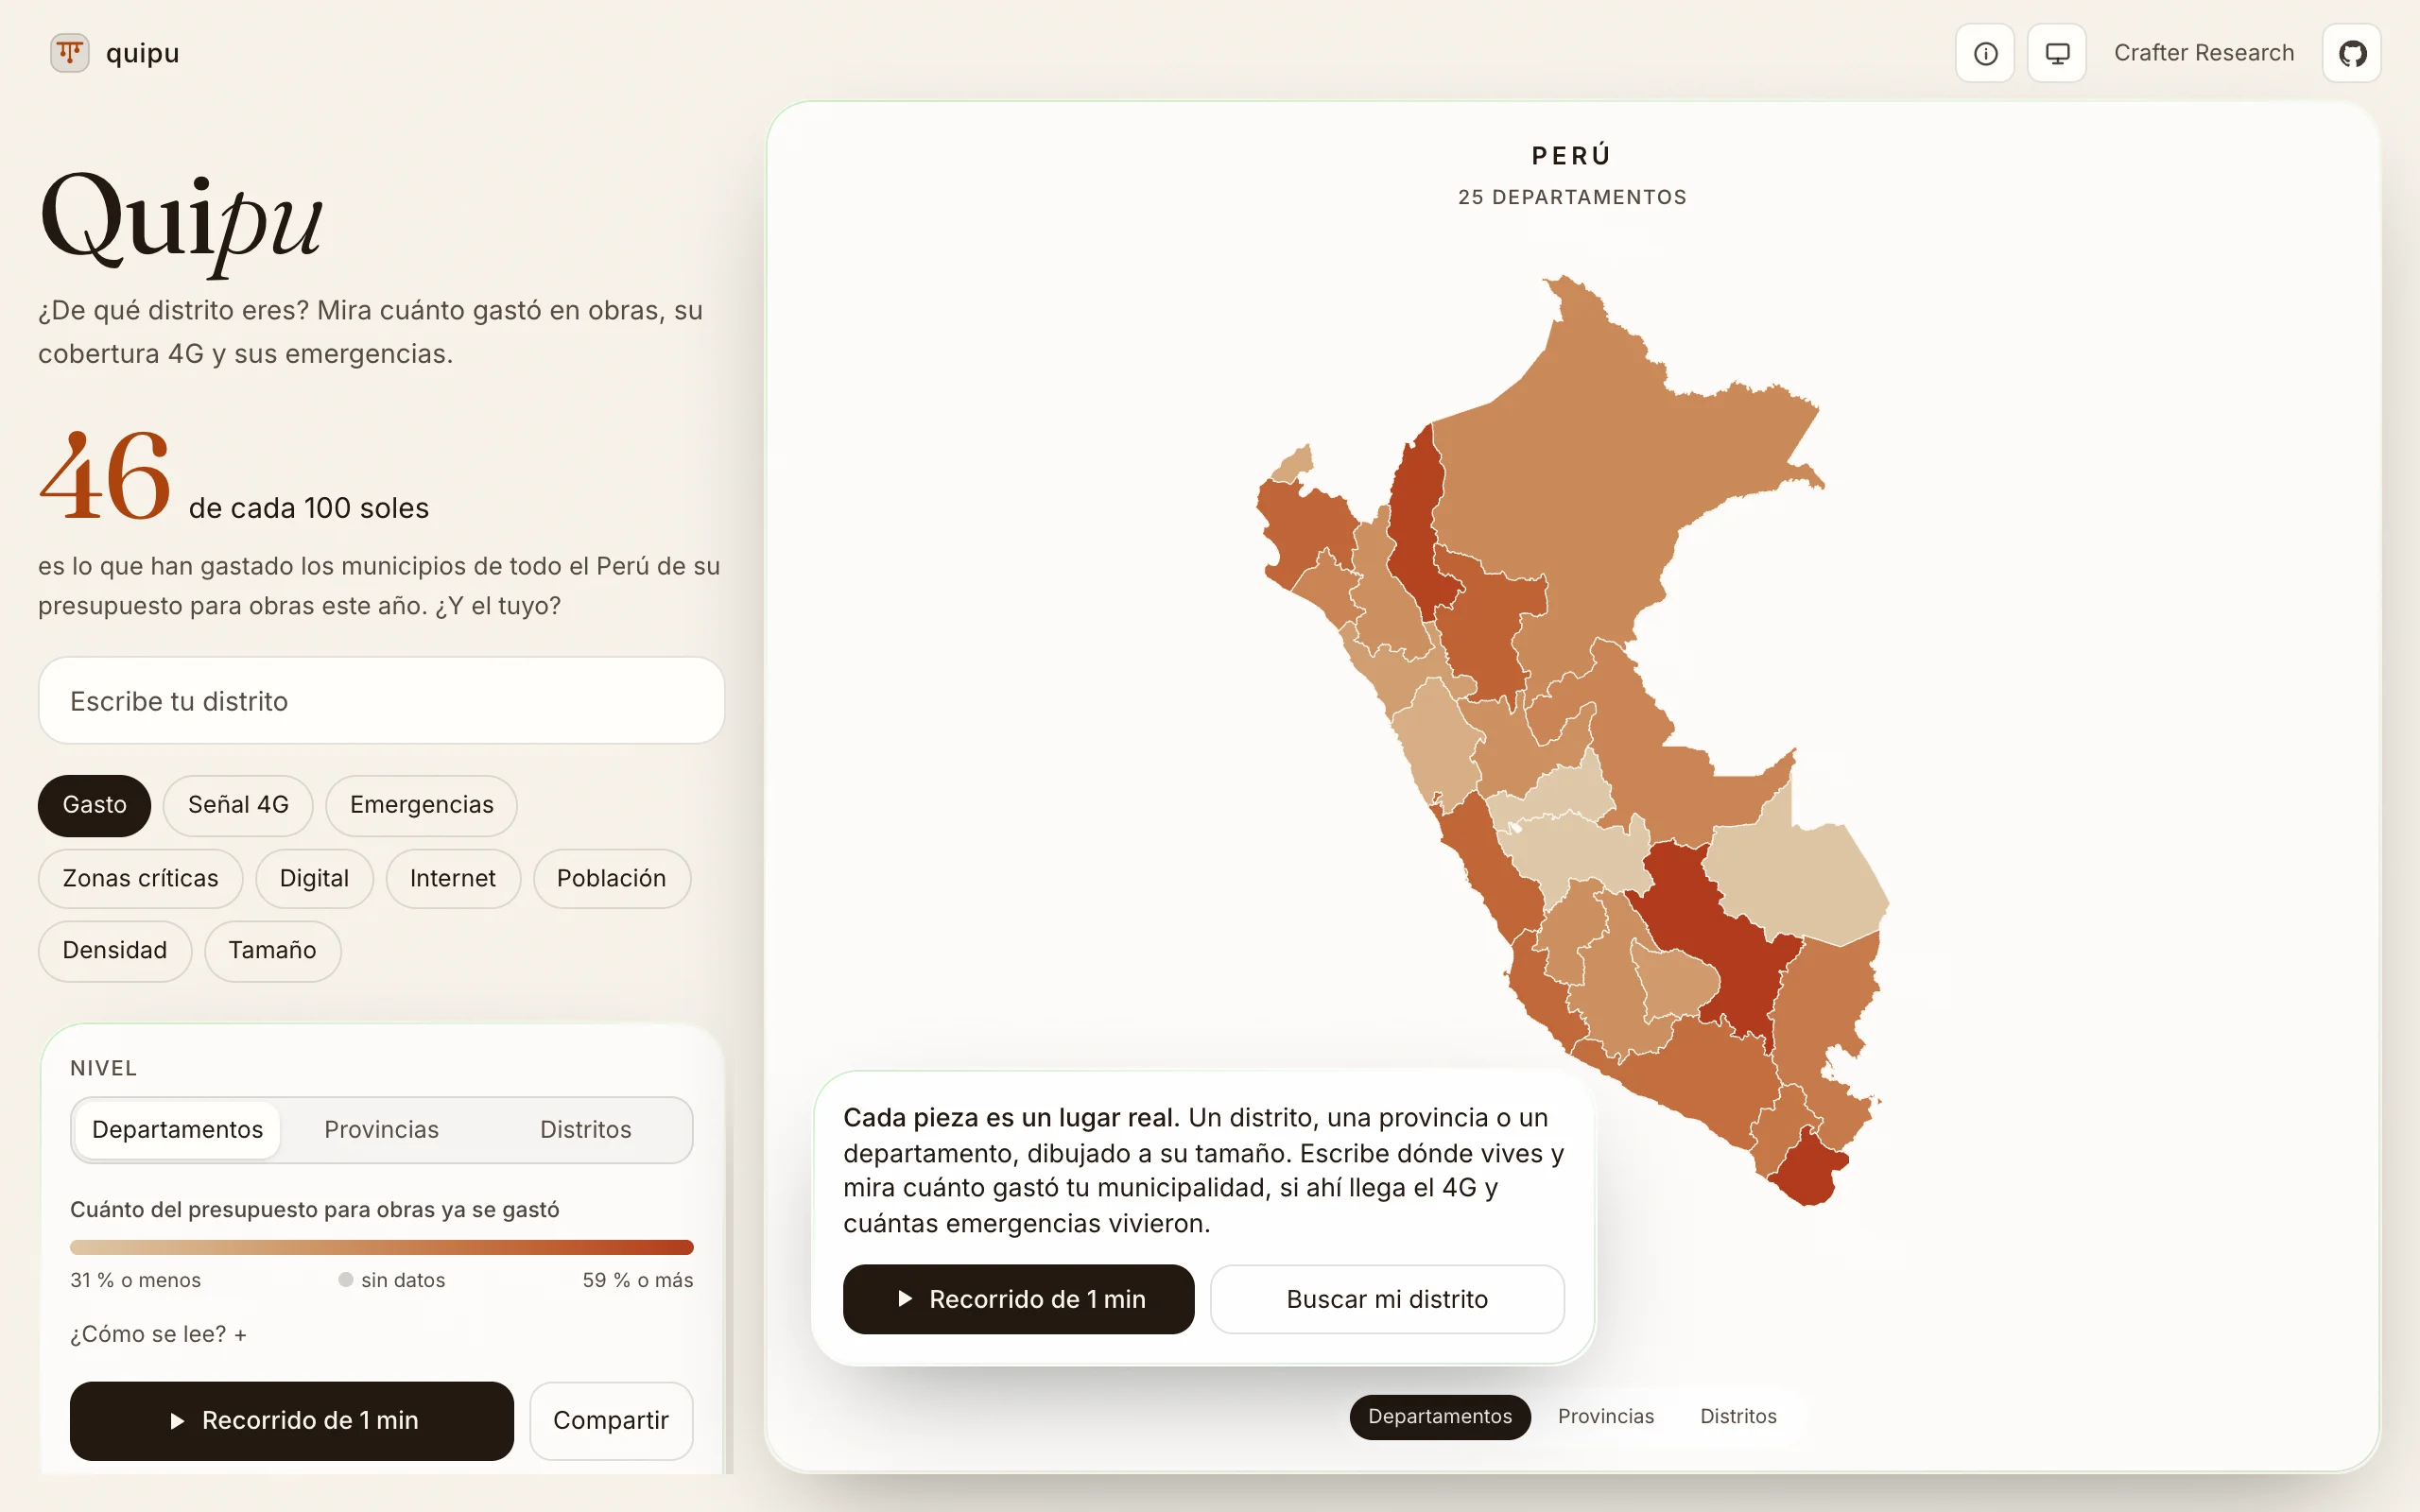 quipu
Crafter Research
Quipu
¿De qué distrito eres? Mira cuánto gastó en obras, su
cobertura 4G y sus emergencias.
46 de cada 100 soles
es lo que han gastado los municipios de todo el Perú de su
presupuesto para obras este año. ¿Y el tuyo?
Escribe tu distrito
Gasto
Señal 4G
Emergencias
Zonas críticas
Digital
Internet
Población
Densidad
Tamaño
NIVEL
Departamentos
Provincias
Distritos
Cuánto del presupuesto para obras ya se gastó
31 % o menos
sin datos
59 % o más
¿Cómo se lee? +
Recorrido de 1 min
Compartir
PERÚ
25 DEPARTAMENTOS
Cada pieza es un lugar real. Un distrito, una provincia o un
departamento, dibujado a su tamaño. Escribe dónde vives y
mira cuánto gastó tu municipalidad, si ahí llega el 4G y
cuántas emergencias vivieron.
Recorrido de 1 min
Buscar mi distrito
Departamentos
Provincias
Distritos